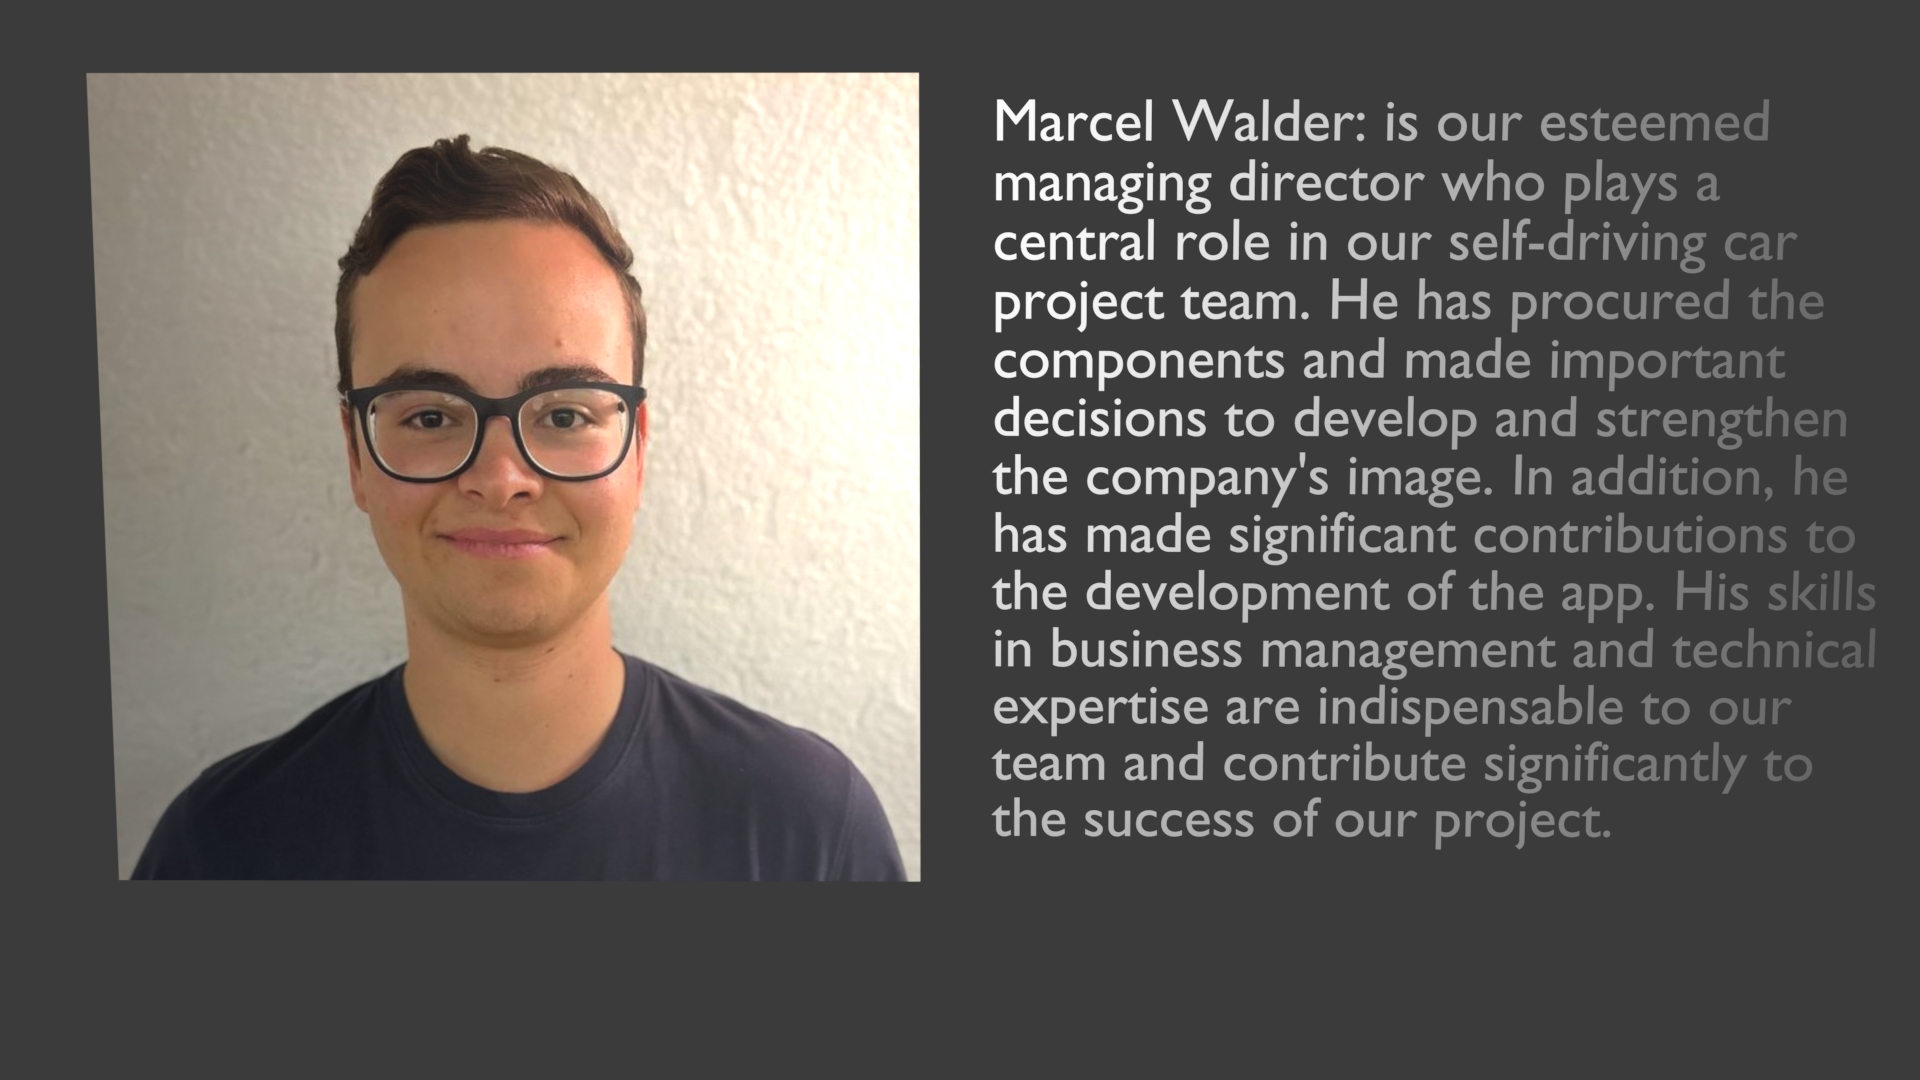 Marcel Walder: is our esteemed
managing director who plays a
central role in our self-driving car
project team. He has procured the
components and made important
decisions to develop and strengthen
the company's image. In addition, he
has made significant contributions to
the development of the app. His skills
in business management and technical
expertise are indispensable to our
team and contribute significantly to
the success of our project.